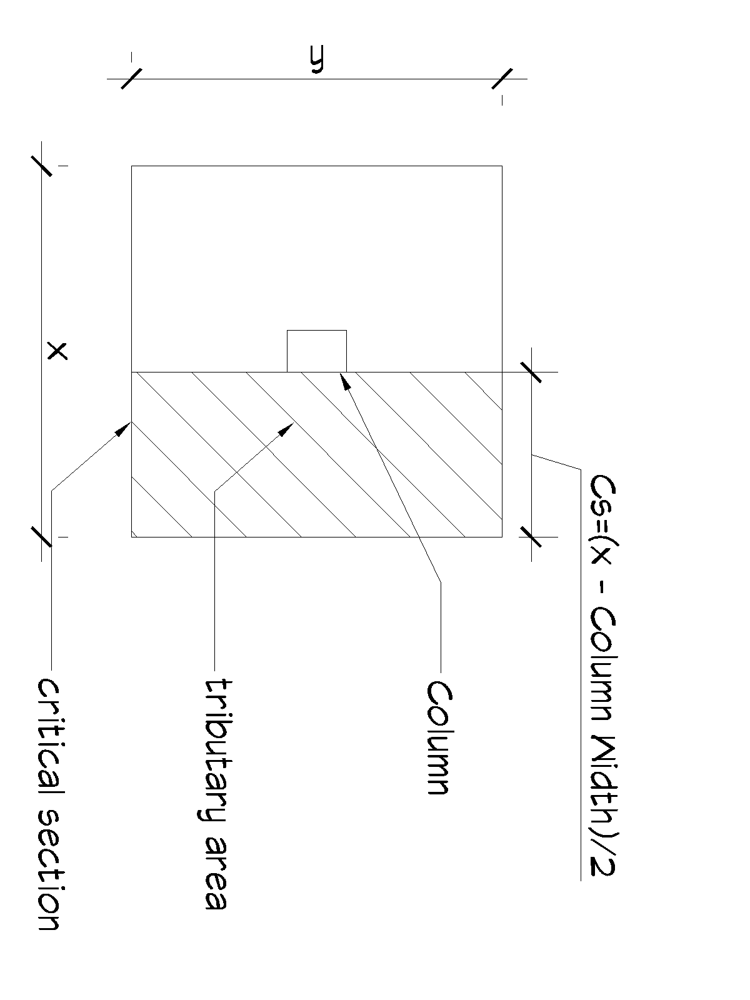 Cs=(x - Column Width)/2
Column
tributary area
critical section
y
x